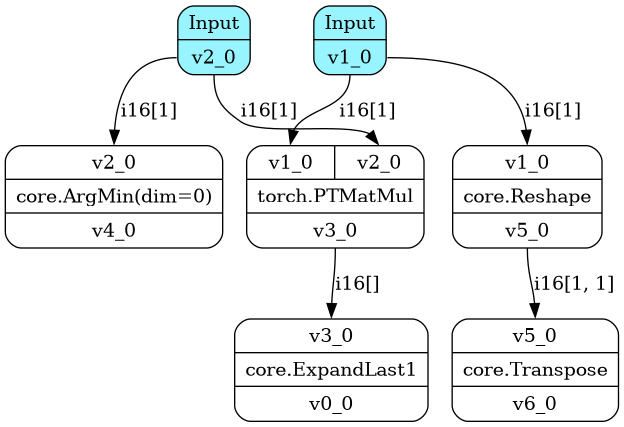 Input
v2_0
Input
v1_0
i16[1]
i16[1]
i16[1]
i16[1]
v2_0
core.ArgMin(dim=0)
v4_0
v1_0
v2_0
torch.PTMatMul
v3_0
v1_0
core.Reshape
v5_0
i16[]
i16[1, 1]
v3_0
core.ExpandLast1
v0_0
v5_0
core.Transpose
v6_0